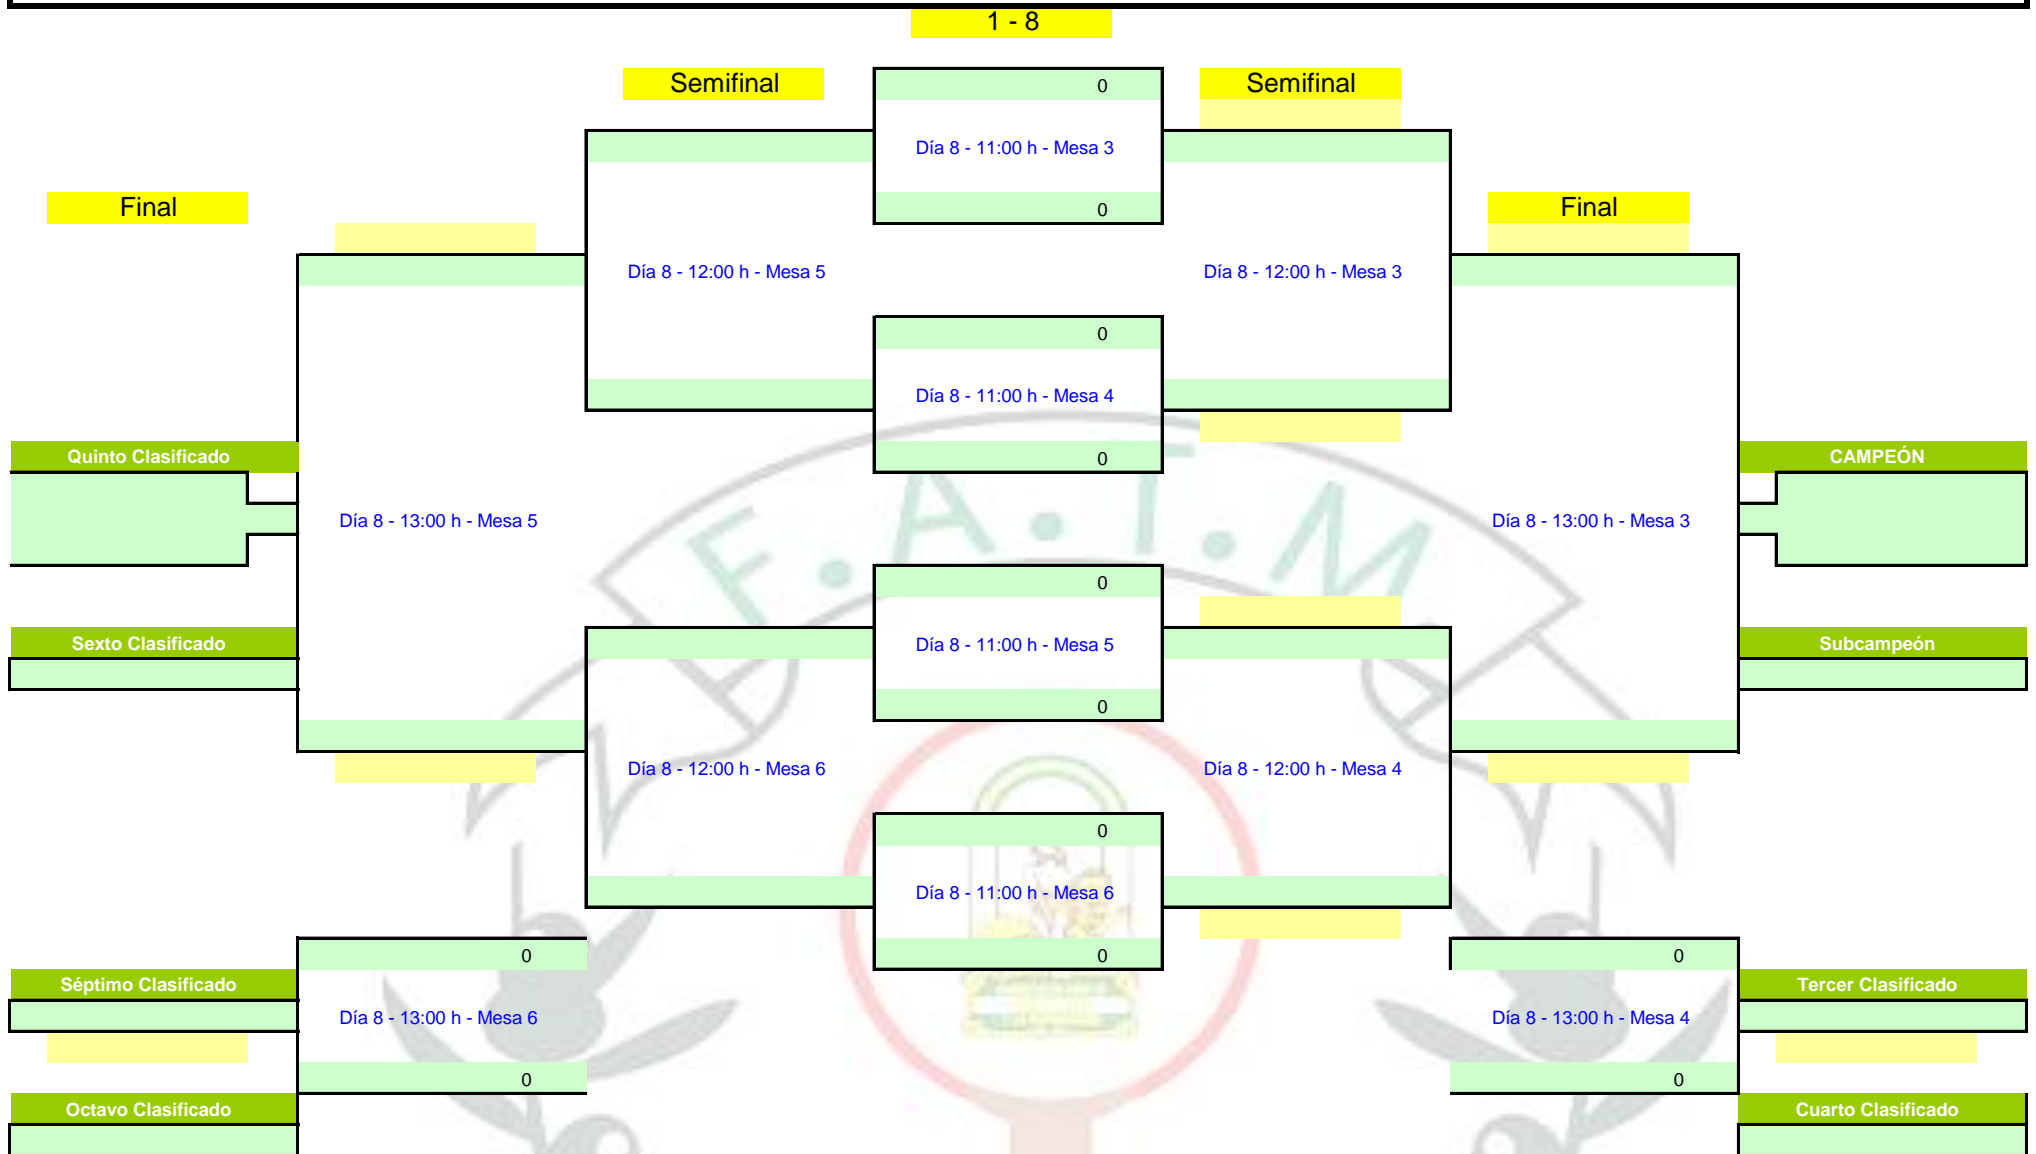 1 - 8
Semifinal
0
Semifinal
Día 8 - 11:00 h - Mesa 3
Final
0
Final
Día 8 - 12:00 h - Mesa 5
Día 8 - 12:00 h - Mesa 3
0
Día 8 - 11:00 h - Mesa 4
Quinto Clasificado
0
CAMPEÓN
F.A.T.M.
Día 8 - 13:00 h - Mesa 5
Día 8 - 13:00 h - Mesa 3
0
Sexto Clasificado
Día 8 - 11:00 h - Mesa 5
Subcampeón
0
Día 8 - 12:00 h - Mesa 6
Día 8 - 12:00 h - Mesa 4
0
Día 8 - 11:00 h - Mesa 6
0
0
0
Séptimo Clasificado
Tercer Clasificado
Día 8 - 13:00 h - Mesa 6
Día 8 - 13:00 h - Mesa 4
0
0
Octavo Clasificado
Cuarto Clasificado